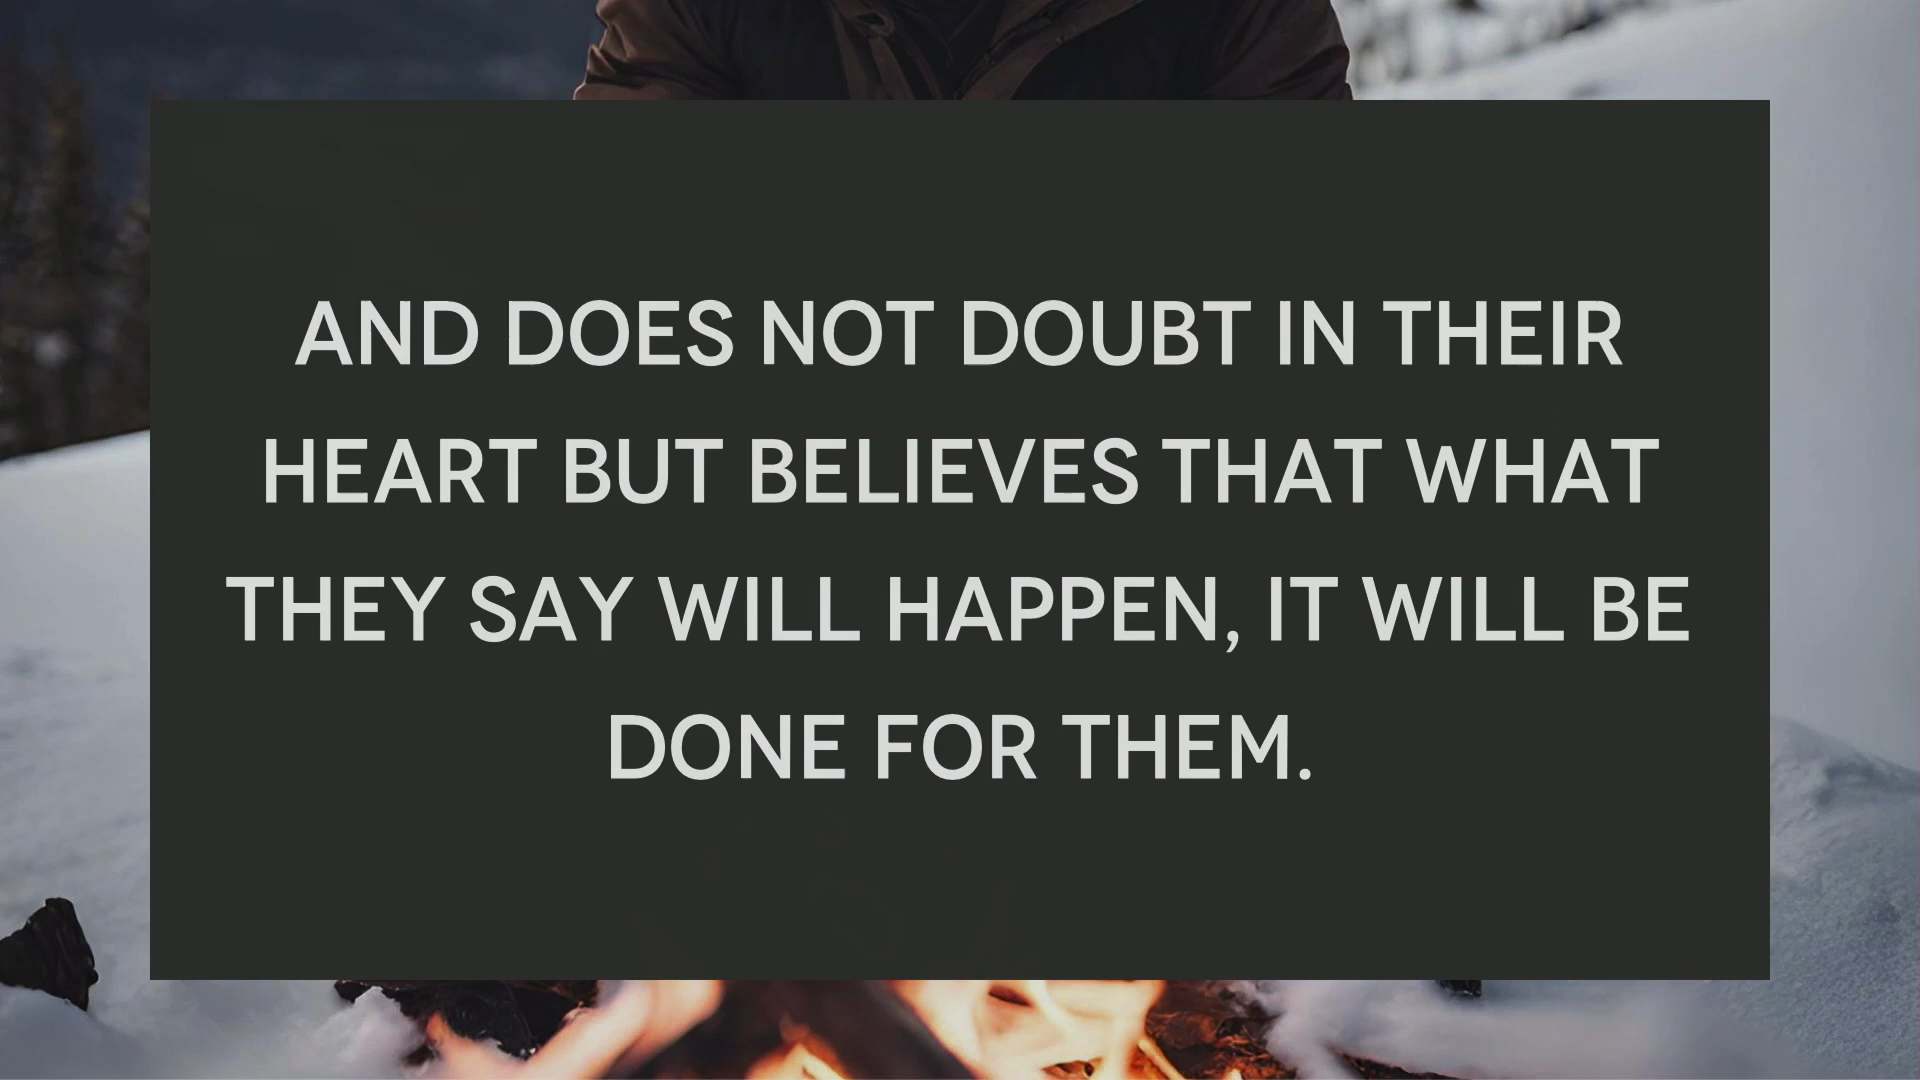 AND DOES NOT DOUBT IN THEIR
HEART BUT BELIEVES THAT WHAT
THEY SAY WILL HAPPEN, IT WILL BE
DONE FOR THEM.